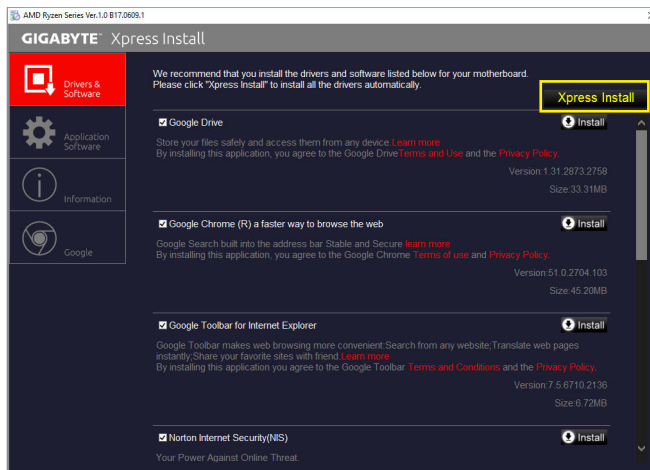 AMD Ryzen Series Ver.1.0 B17.0609.1
GIGABYTE™ Xpress Install
Drivers &
Software
Application
Software
Information
Google
We recommend that you install the drivers and software listed below for your motherboard.
Please click "Xpress Install" to install all the drivers automatically.
Xpress Install
Google Drive
Install
Store your files safely and access them from any device.Learn more
By installing this application, you agree to the Google DriveTerms and Use and the Privacy Policy.
Version:1.31.2873.2758
Size:33.31MB
Google Chrome (R) a faster way to browse the web
Install
Google Search built into the address bar Stable and Secure learn more
By installing this application, you agree to the Google Chrome Terms of use and Privacy Policy.
Version:51.0.2704.103
Size:45.20MB
Google Toolbar for Internet Explorer
Install
Google Toolbar makes web browsing more convenient:Search from any website;Translate web pages
instantly;Share your favorite sites with friend.Learn more
By installing this application you agree to the Google Toolbar Terms and Conditions and the Privacy Policy.
Version:7.5.6710.2136
Size:6.72MB
Norton Internet Security(NIS)
Install
Your Power Against Online Threat.